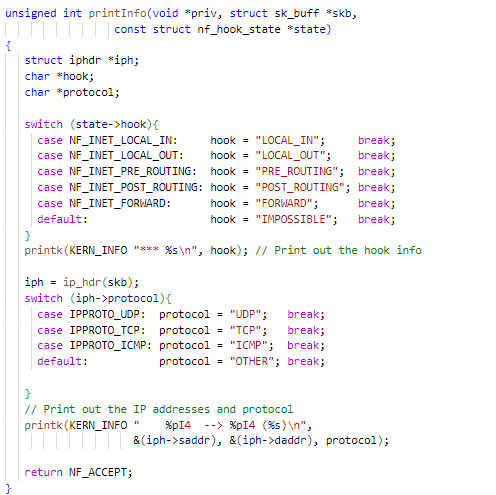 unsigned int printInfo(void *priv, struct sk_buff *skb,
                 const struct nf_hook_state *state)
{
   struct iphdr *iph;
   char *hook;
   char *protocol;

   switch (state->hook){
     case NF_INET_LOCAL_IN:     hook = "LOCAL_IN";     break;
     case NF_INET_LOCAL_OUT:    hook = "LOCAL_OUT";    break;
     case NF_INET_PRE_ROUTING:  hook = "PRE_ROUTING";  break;
     case NF_INET_POST_ROUTING: hook = "POST_ROUTING"; break;
     case NF_INET_FORWARD:      hook = "FORWARD";      break;
     default:                   hook = "IMPOSSIBLE";   break;
   }
   printk(KERN_INFO "*** %s\n", hook); // Print out the hook info

   iph = ip_hdr(skb);
   switch (iph->protocol){
     case IPPROTO_UDP:  protocol = "UDP";   break;
     case IPPROTO_TCP:  protocol = "TCP";   break;
     case IPPROTO_ICMP: protocol = "ICMP";  break;
     default:           protocol = "OTHER"; break;

   }
   // Print out the IP addresses and protocol
   printk(KERN_INFO "    %pI4  --> %pI4 (%s)\n",
                    &(iph->saddr), &(iph->daddr), protocol);

   return NF_ACCEPT;
}